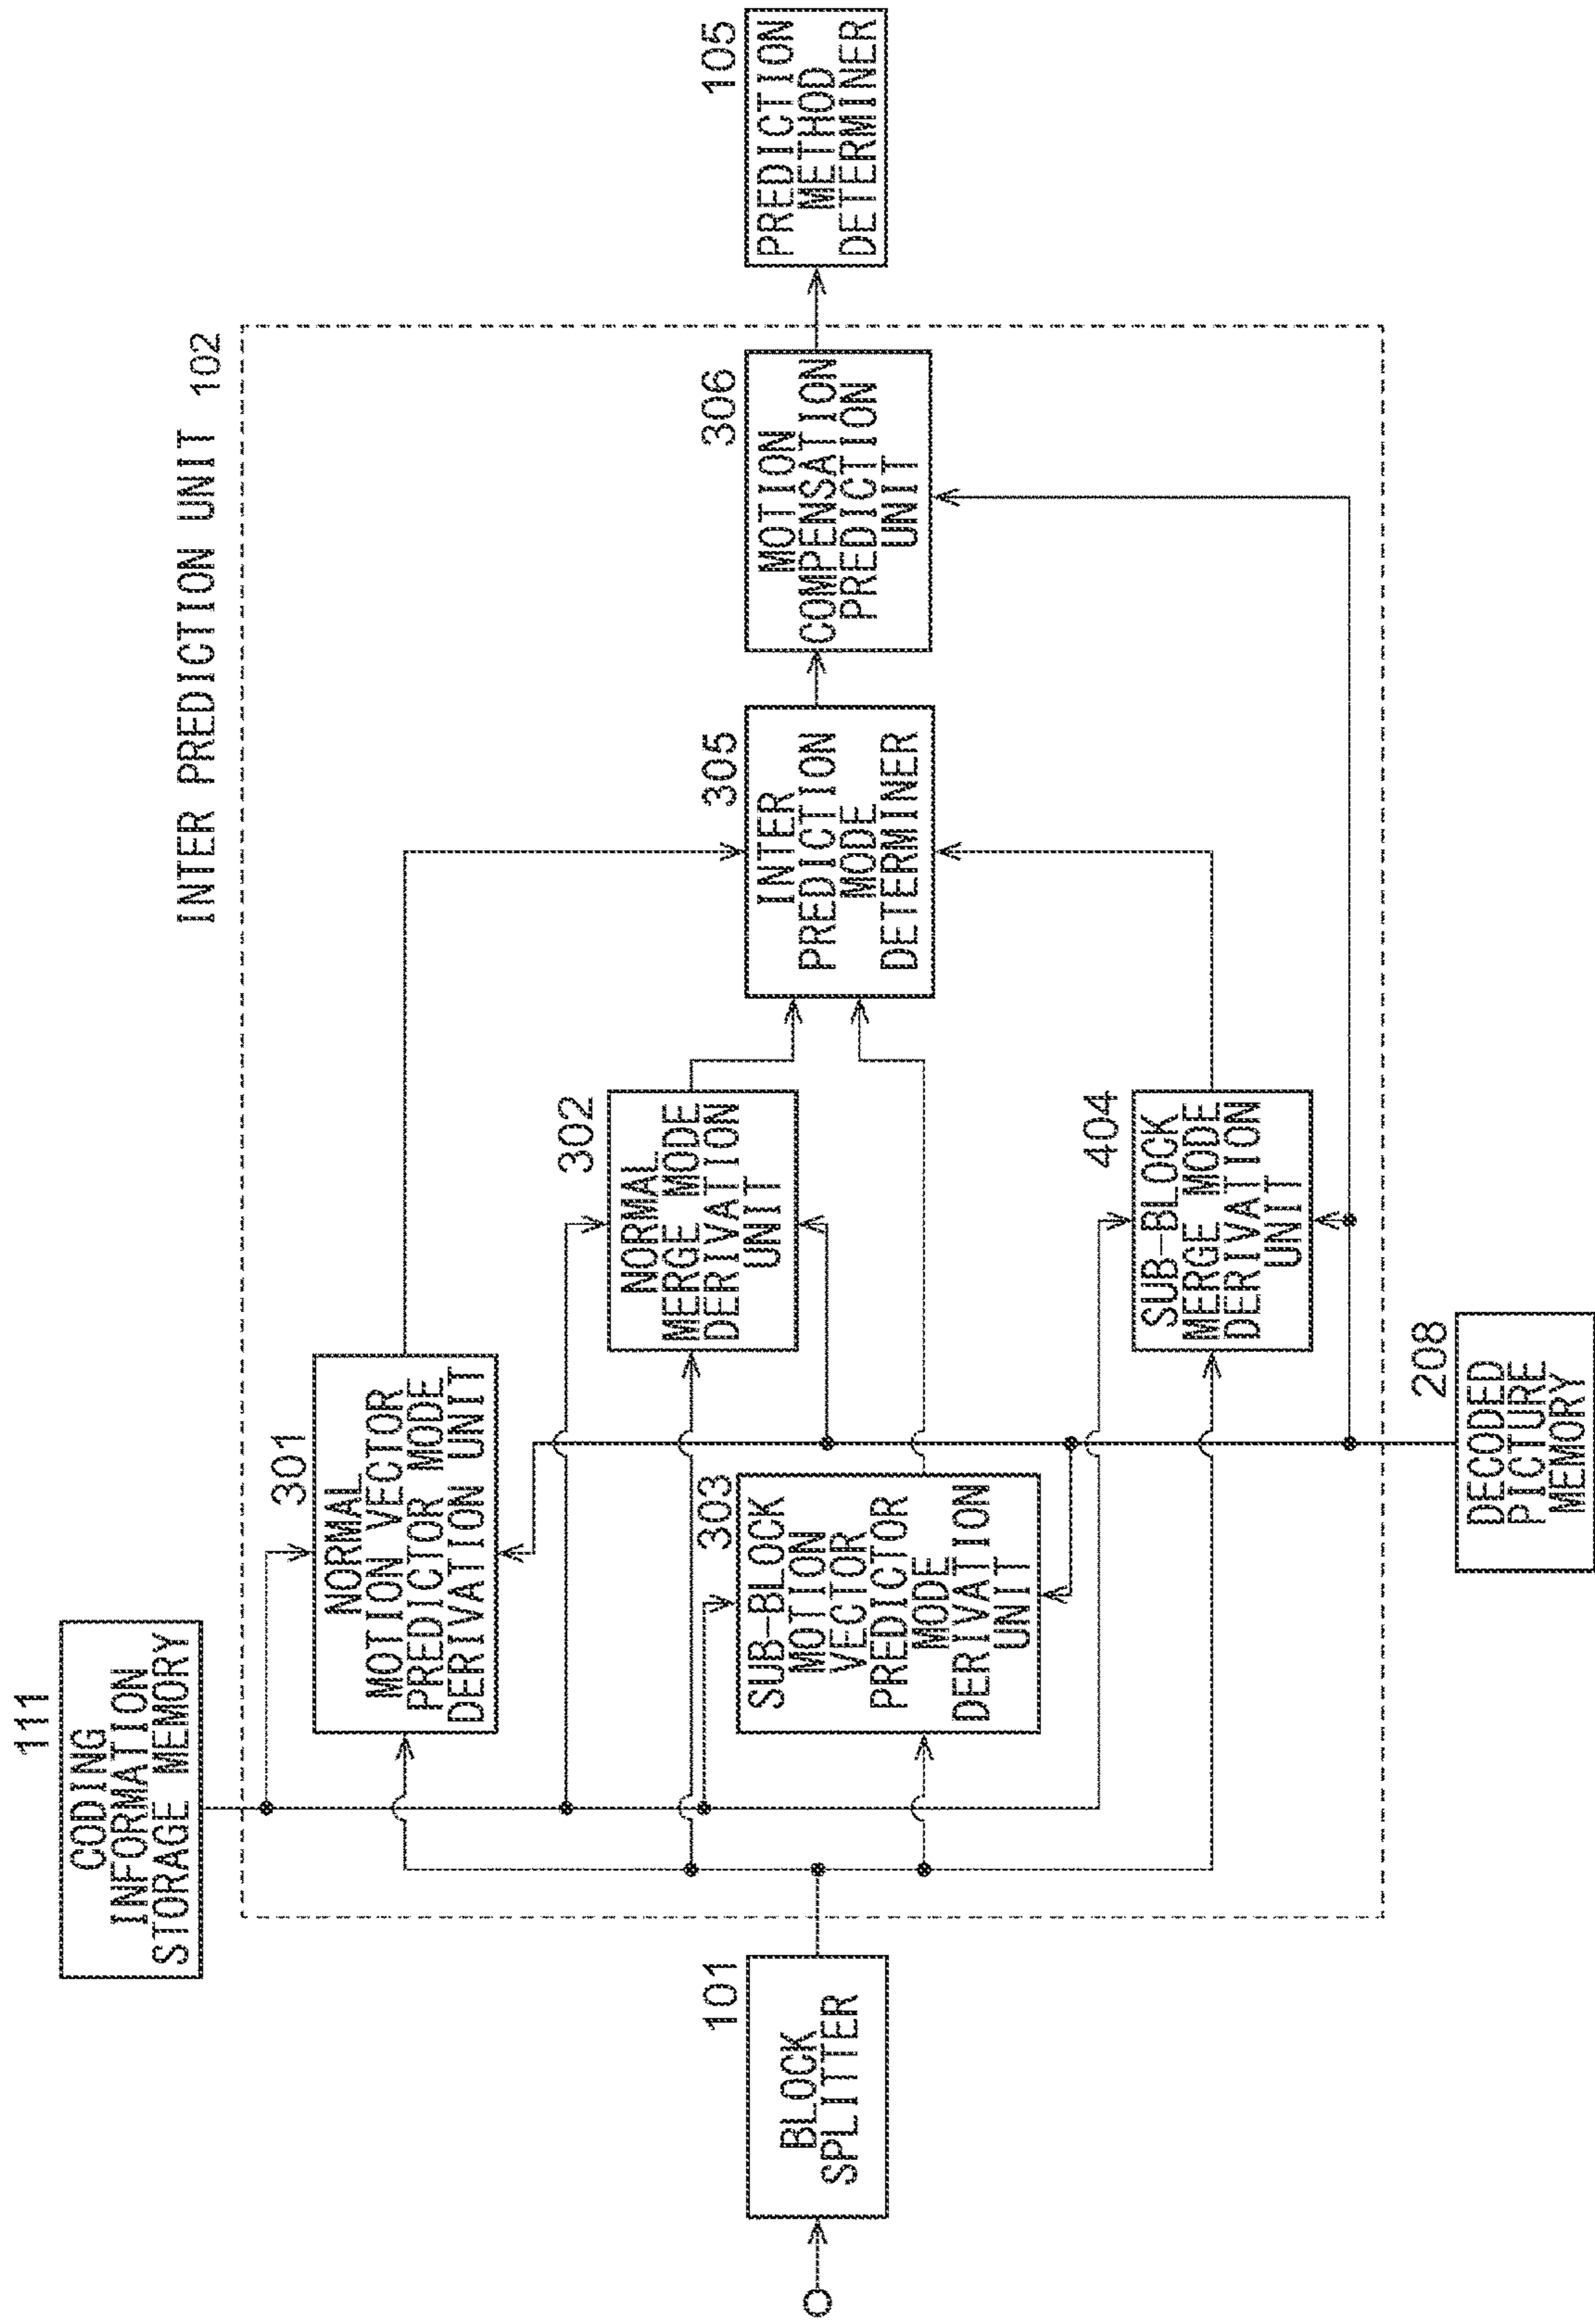 INTER PREDICTION UNIT 102
111
CODING
INFORMATION
STORAGE MEMORY
101
BLOCK
SPLITTER
301
NORMAL
MOTION VECTOR
PREDICTOR MODE
DERIVATION UNIT
302
NORMAL
MERGE MODE
DERIVATION
UNIT
303
SUB-BLOCK
MOTION
VECTOR
PREDICTOR
MODE
DERIVATION
UNIT
404
SUB-BLOCK
MERGE MODE
DERIVATION
UNIT
305
INTER
PREDICTION
MODE
DETERMINER
306
MOTION
COMPENSATION
PREDICTION
UNIT
105
PREDICTION
METHOD
DETERMINER
208
DECODED
PICTURE
MEMORY